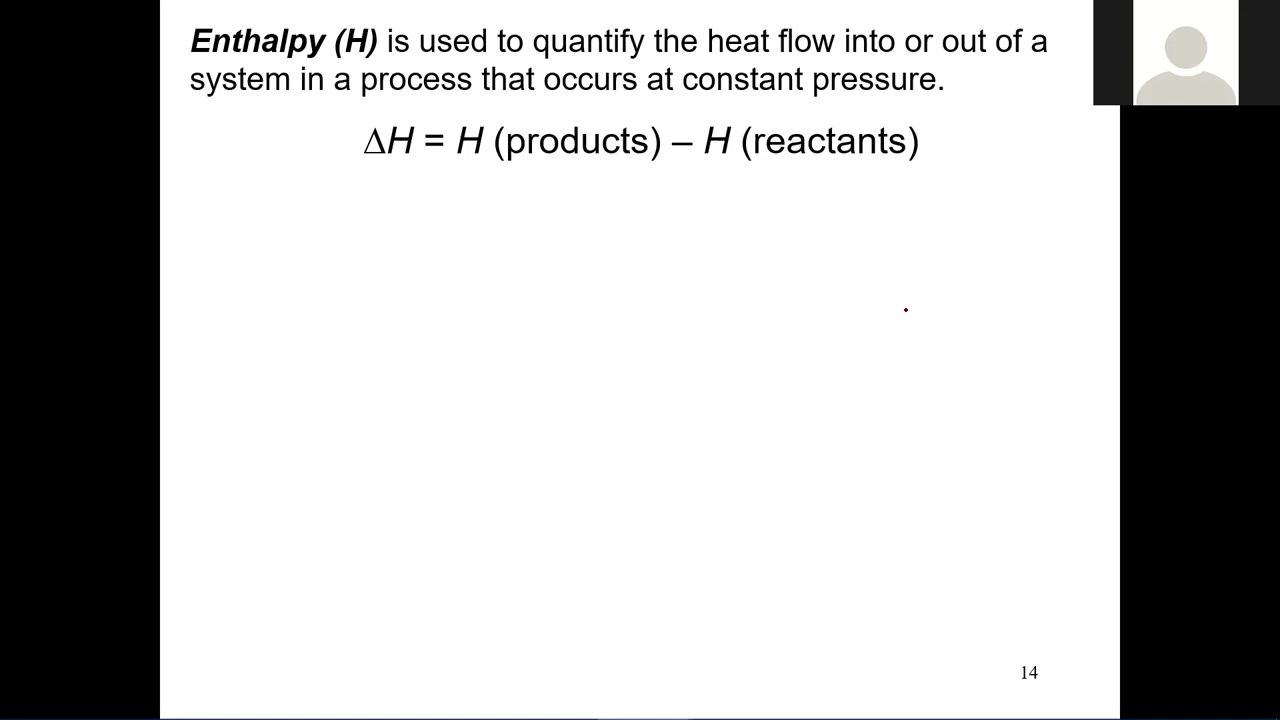 Enthalpy (H) is used to quantify the heat flow into or out of a
system in a process that occurs at constant pressure.
ΔH = H (products) – H (reactants)
14